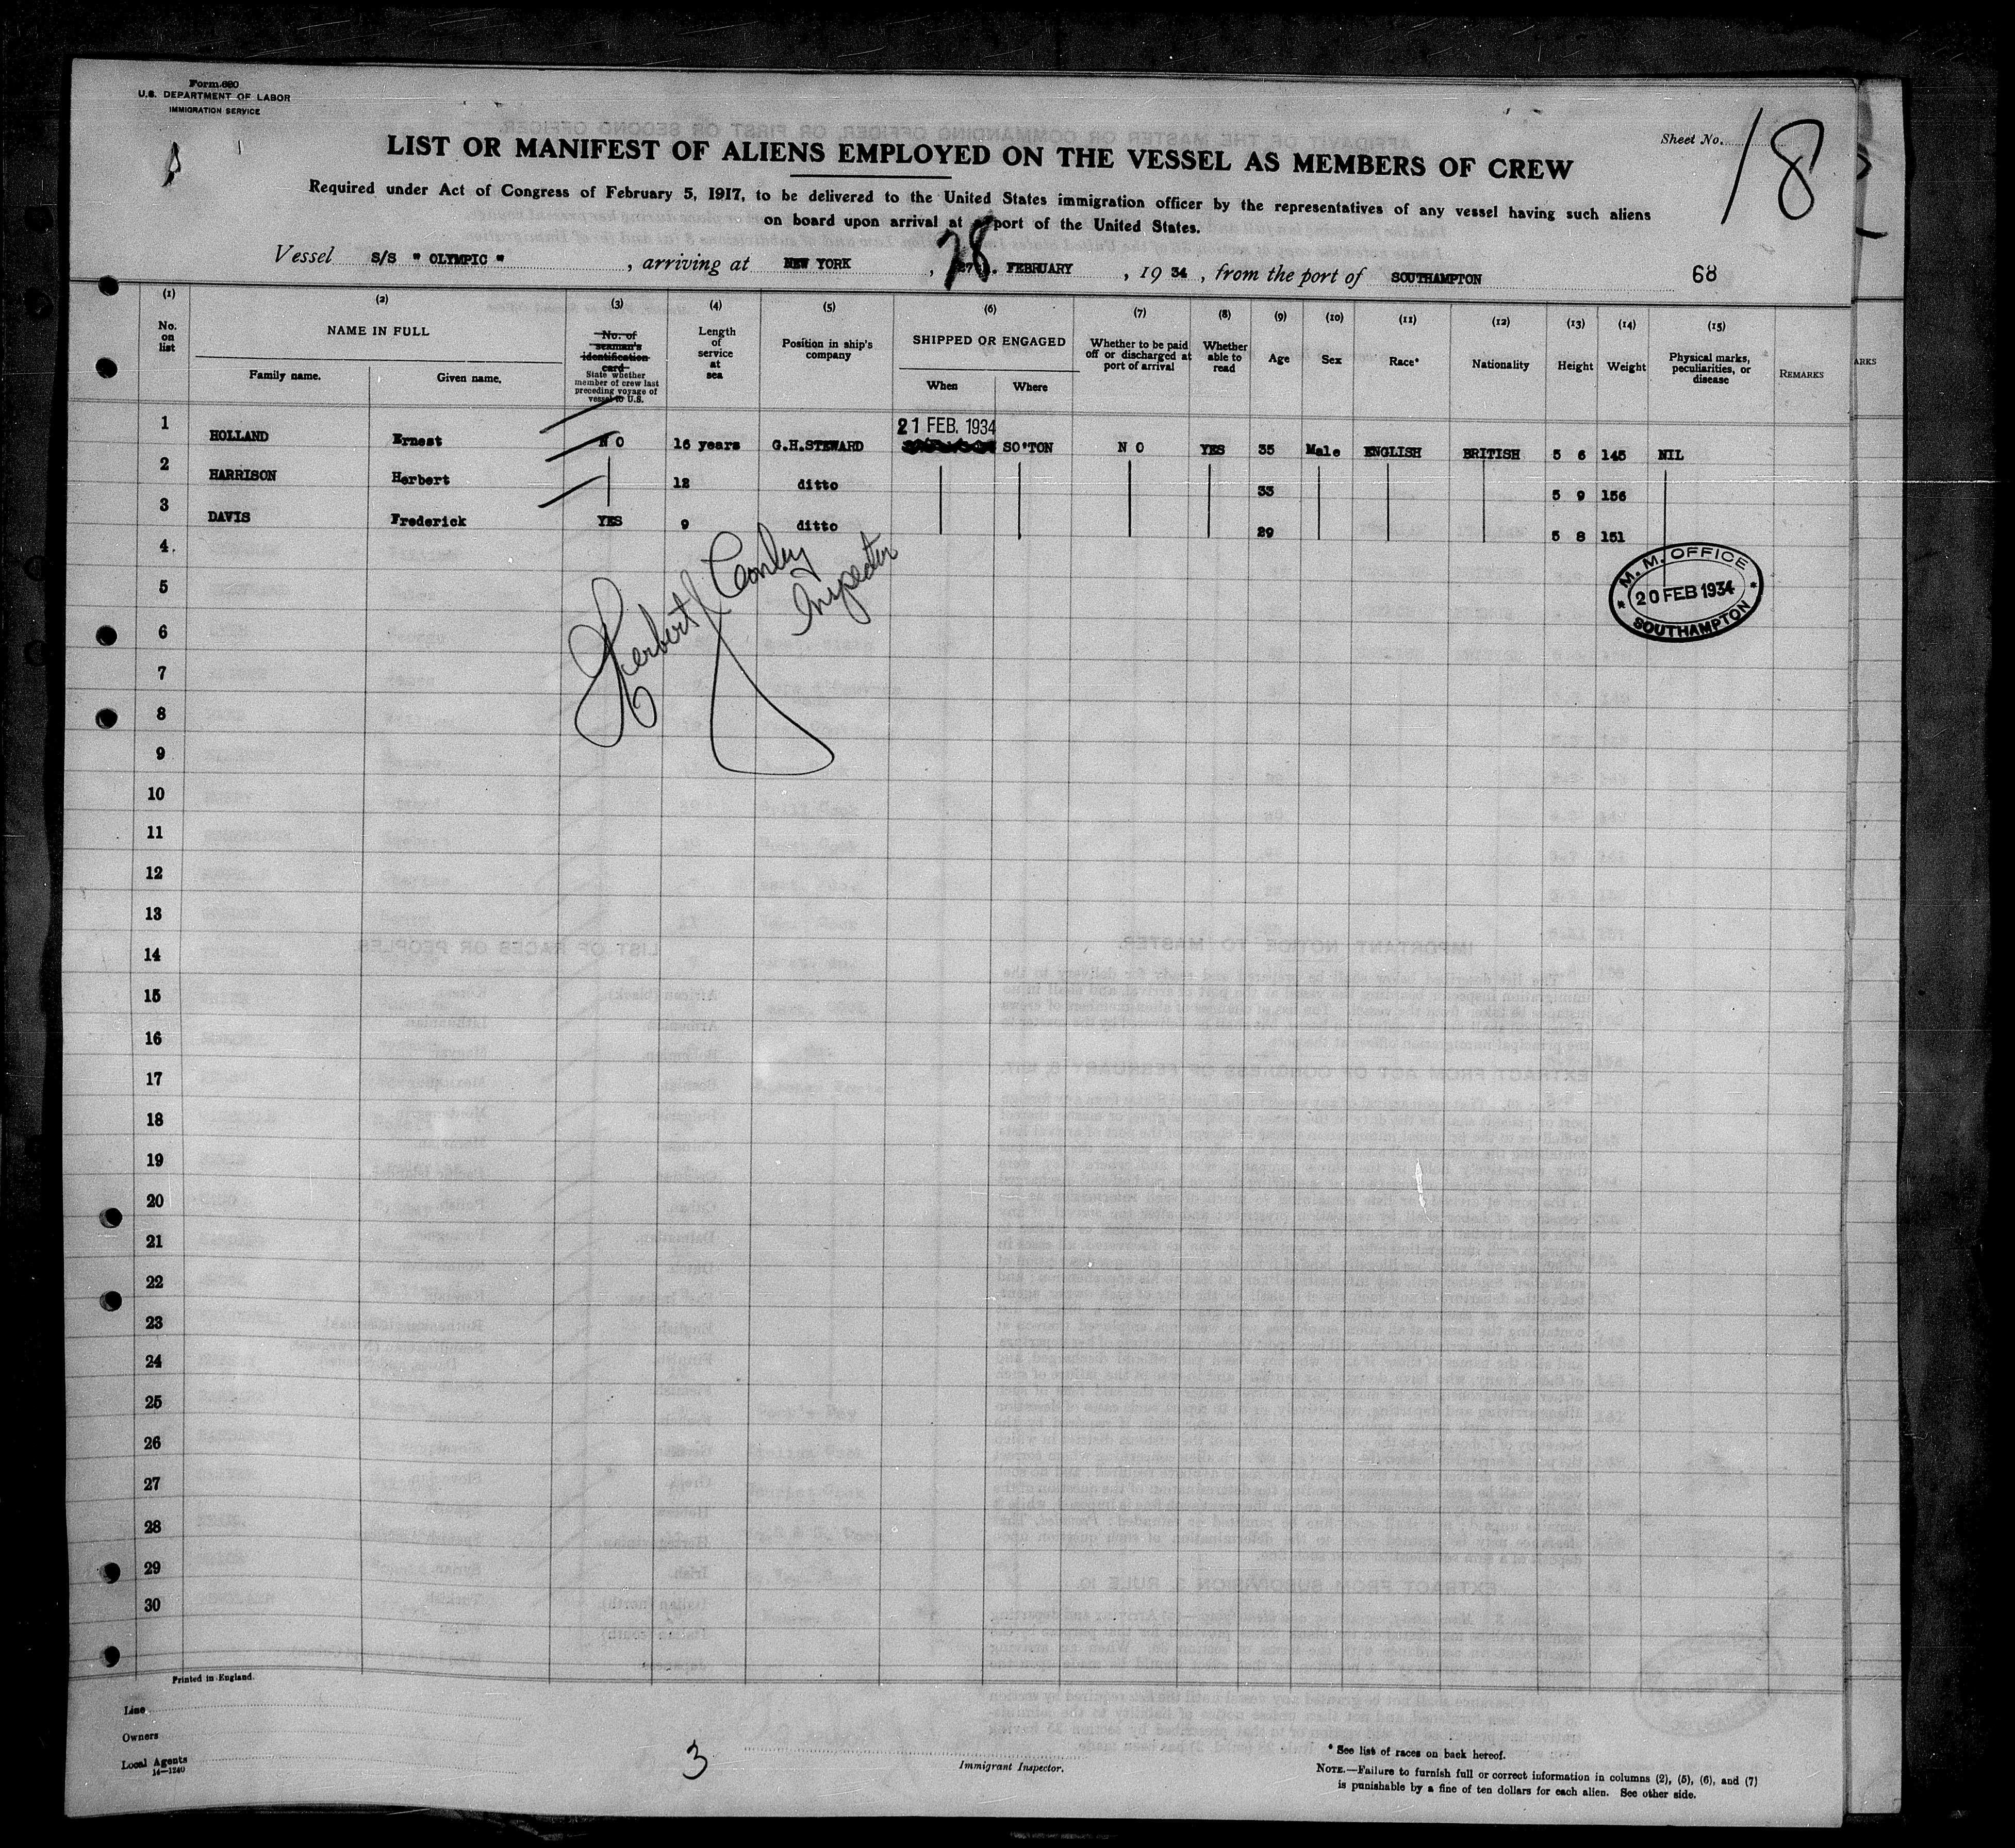 Form 680
U.S. DEPARTMENT OF LABOR
IMMIGRATION SERVICE
Sheet No. 18
LIST OR MANIFEST OF ALIENS EMPLOYED ON THE VESSEL AS MEMBERS OF CREW
Required under Act of Congress of February 5, 1917, to be delivered to the United States immigration officer by the representatives of any vessel having such aliens
on board upon arrival at port of the United States.
Vessel S/S " OLYMPIC " , arriving at NEW YORK , 28 . FEBRUARY , 19 34 , from the port of SOUTHAMPTON 68
(1) (2) (3) (4) (5) (6) (7) (8) (9) (10) (11) (12) (13) (14) (15)
No. on list
NAME IN FULL
Family name. Given name.
No. of seaman's identification card
State whether member of crew last preceding voyage of vessel to U.S.
Length of service at sea
Position in ship's company
SHIPPED OR ENGAGED
When Where
Whether to be paid off or discharged at port of arrival
Whether able to read
Age Sex Race* Nationality Height Weight
Physical marks, peculiarities, or disease
REMARKS
ARKS
21 FEB. 1934
1 HOLLAND Ernest N O 16 years G.H.STEWARD SO'TON N O YES 35 Male ENGLISH BRITISH 5 6 145 NIL
2 HARRISON Herbert 12 ditto 33 5 9 156
3 DAVIS Frederick YES 9 ditto 29 5 8 151
4
5
6
7
8
9
10
11
12
13
14
15
16
17
18
19
20
21
22
23
24
25
26
27
28
29
30
Herbert J Conley
Inspector
M. M. OFFICE
20 FEB 1934
SOUTHAMPTON
Printed in England.
Line
Owners
Local Agents
14—1240
3
Immigrant Inspector.
* See list of races on back hereof.
NOTE.—Failure to furnish full or correct information in columns (2), (5), (6), and (7)
is punishable by a fine of ten dollars for each alien. See other side.